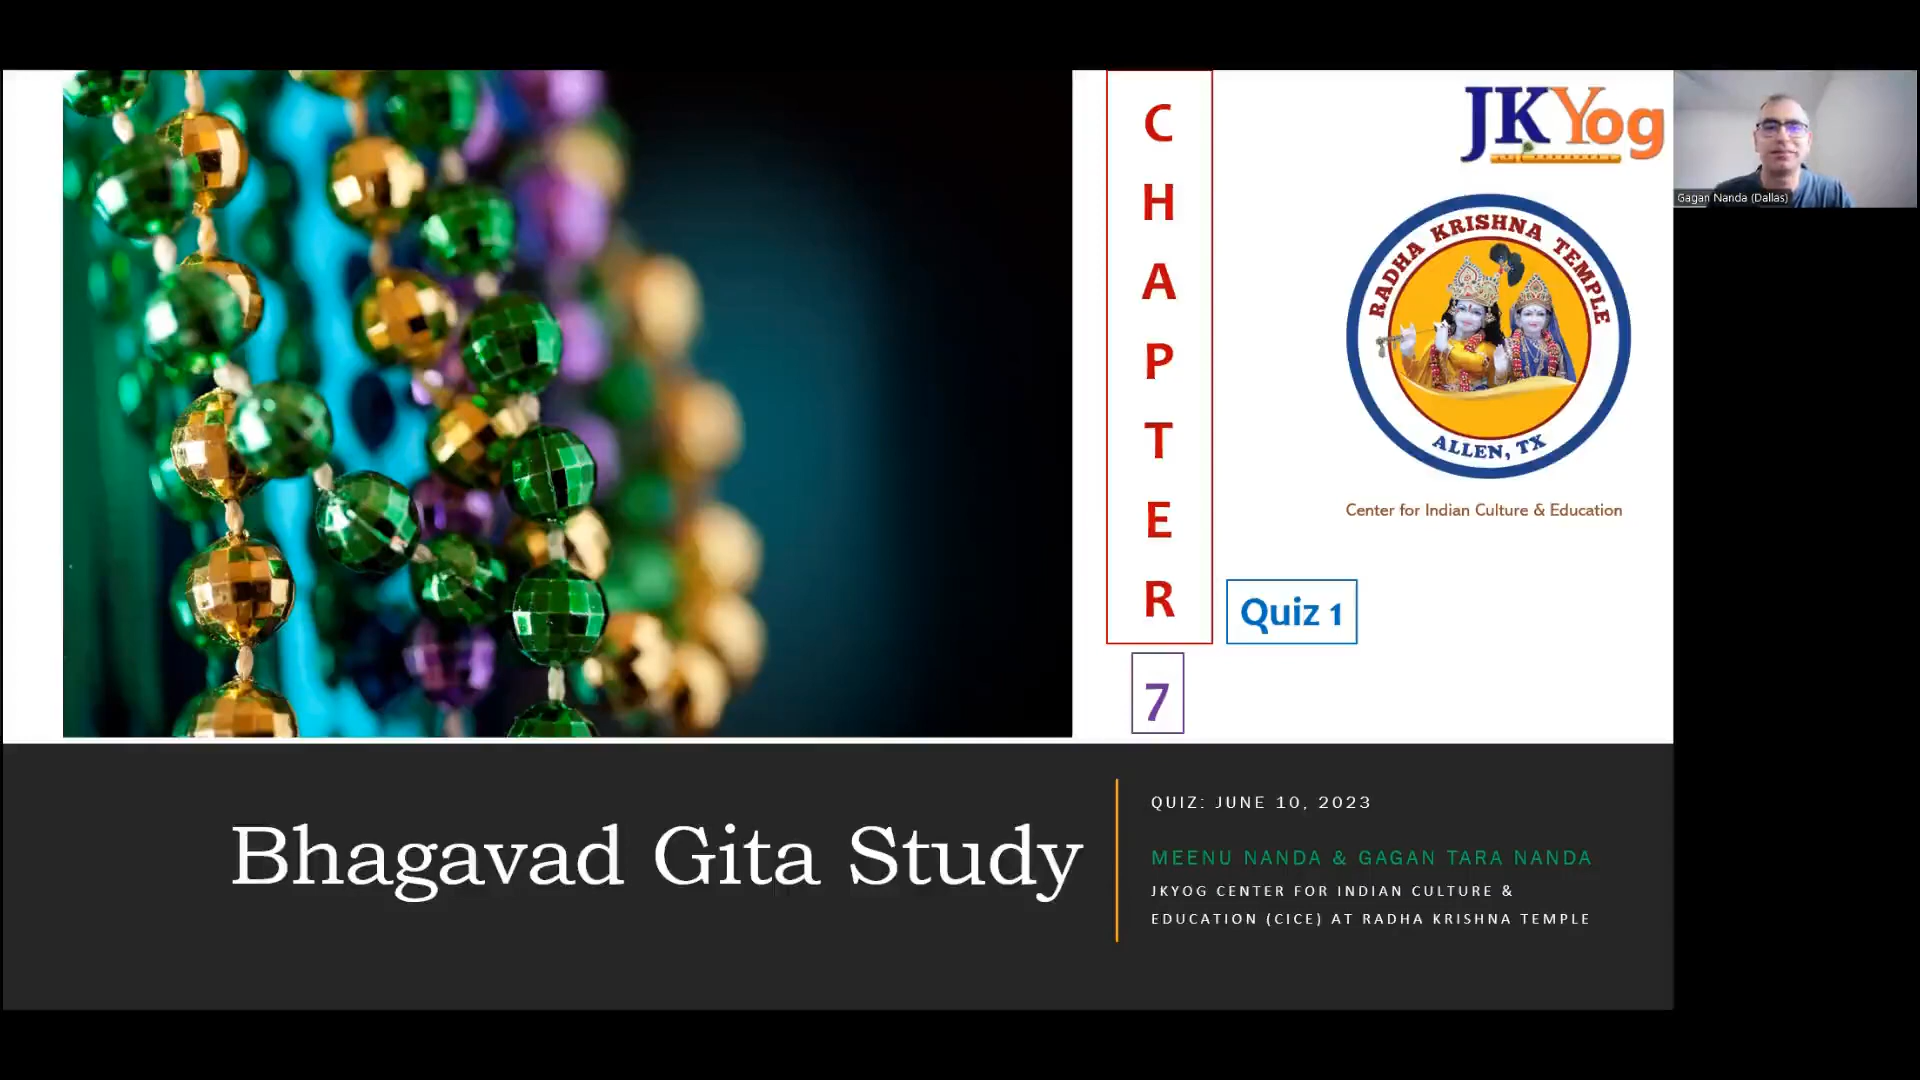 CHAPTER
7
JKYog
RADHA KRISHNA TEMPLE
ALLEN, TX
Center for Indian Culture & Education
Quiz 1
Gagan Nanda (Dallas)
Bhagavad Gita Study
QUIZ: JUNE 10, 2023
MEENU NANDA & GAGAN TARA NANDA
JKYOG CENTER FOR INDIAN CULTURE &
EDUCATION (CICE) AT RADHA KRISHNA TEMPLE